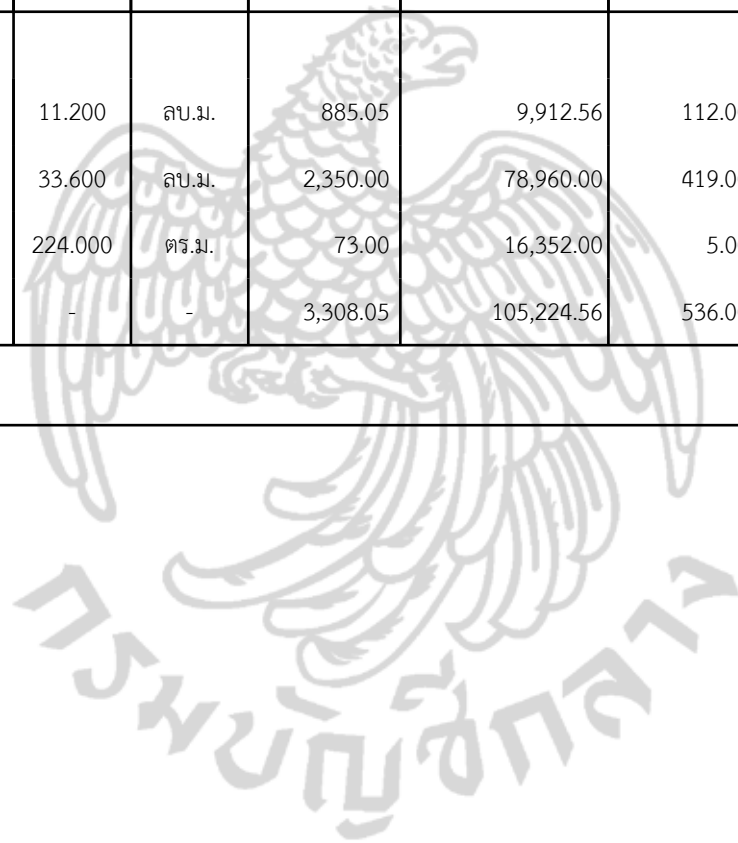 11.200 ลบ.ม. 885.05 9,912.56 112.0
33.600 ลบ.ม. 2,350.00 78,960.00 419.0
224.000 ตร.ม. 73.00 16,352.00 5.0
- - 3,308.05 105,224.56 536.0
กรมบัญชีกลาง